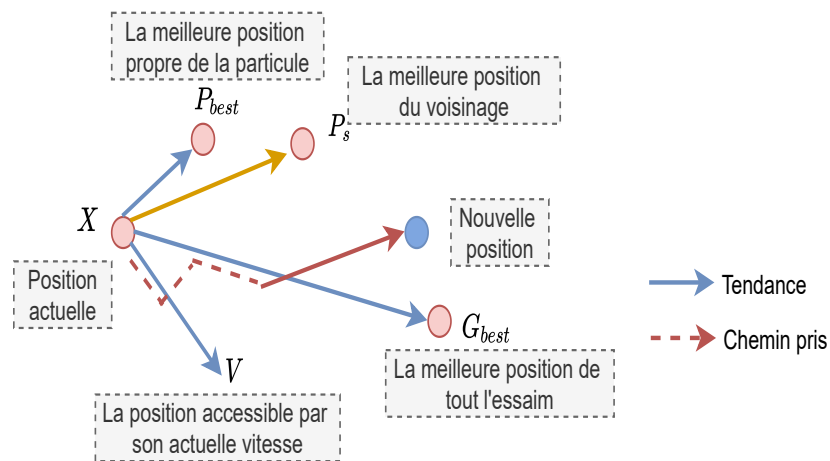 La meilleure position
propre de la particule
P_best
La meilleure position
du voisinage
P_s
X
Position
actuelle
Nouvelle
position
Tendance
Chemin pris
G_best
La meilleure position de
tout l'essaim
V
La position accessible par
son actuelle vitesse